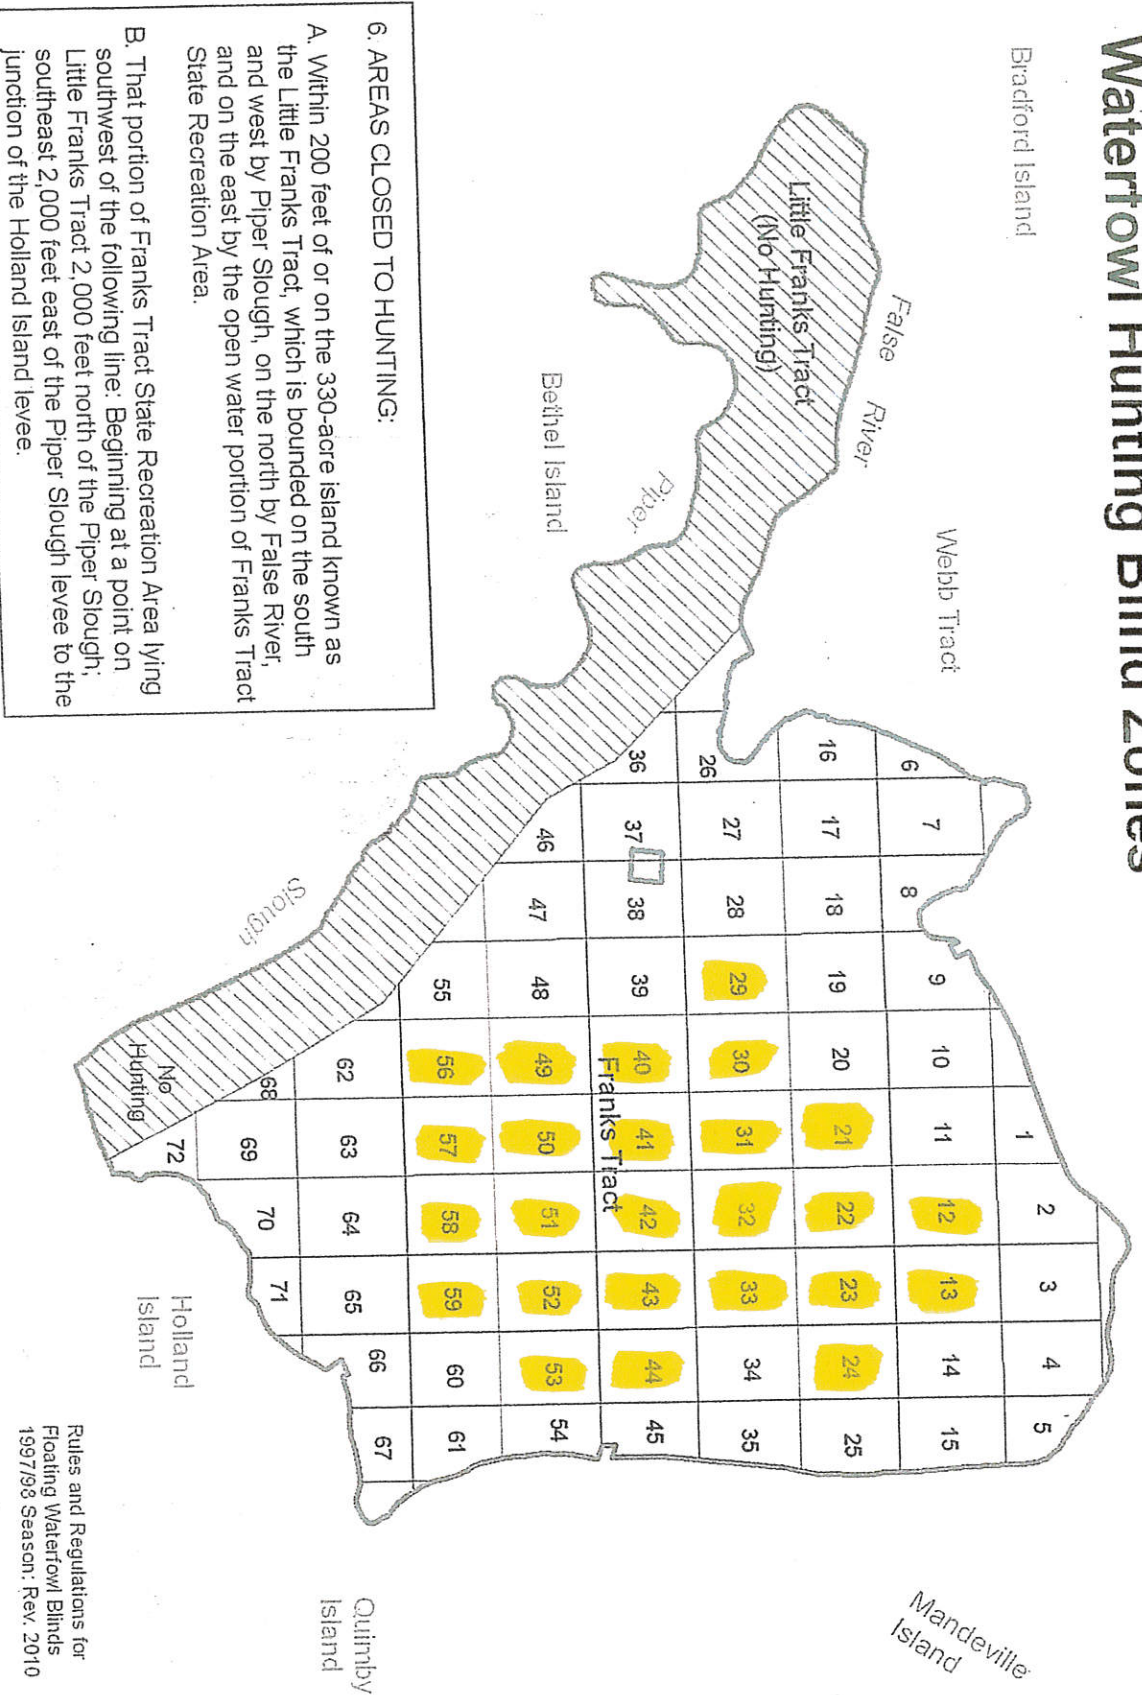 Waterfowl Hunting Blind Zones
Bradford Island
False River
Webb Tract
Mandeville
Island
Little Franks Tract
(No Hunting)
Bethel Island
Piper
Slough
1 2 3 4 5
6 7 8 9 10 11 12 13 14 15
16 17 18 19 20 21 22 23 24 25
26 27 28 29 30 31 32 33 34 35
36 37 38 39 40 41 42 43 44 45
Franks Tract
46 47 48 49 50 51 52 53 54
55 56 57 58 59 60 61
62 63 64 65 66 67
68 69 70 71
72
No
Hunting
Holland
Island
Quimby
Island
6. AREAS CLOSED TO HUNTING:
A. Within 200 feet of or on the 330-acre island known as
the Little Franks Tract, which is bounded on the south
and west by Piper Slough, on the north by False River,
and on the east by the open water portion of Franks Tract
State Recreation Area.
B. That portion of Franks Tract State Recreation Area lying
southwest of the following line: Beginning at a point on
Little Franks Tract 2,000 feet north of the Piper Slough;
southeast 2,000 feet east of the Piper Slough levee to the
junction of the Holland Island levee.
Rules and Regulations for
Floating Waterfowl Blinds
1997/98 Season: Rev. 2010